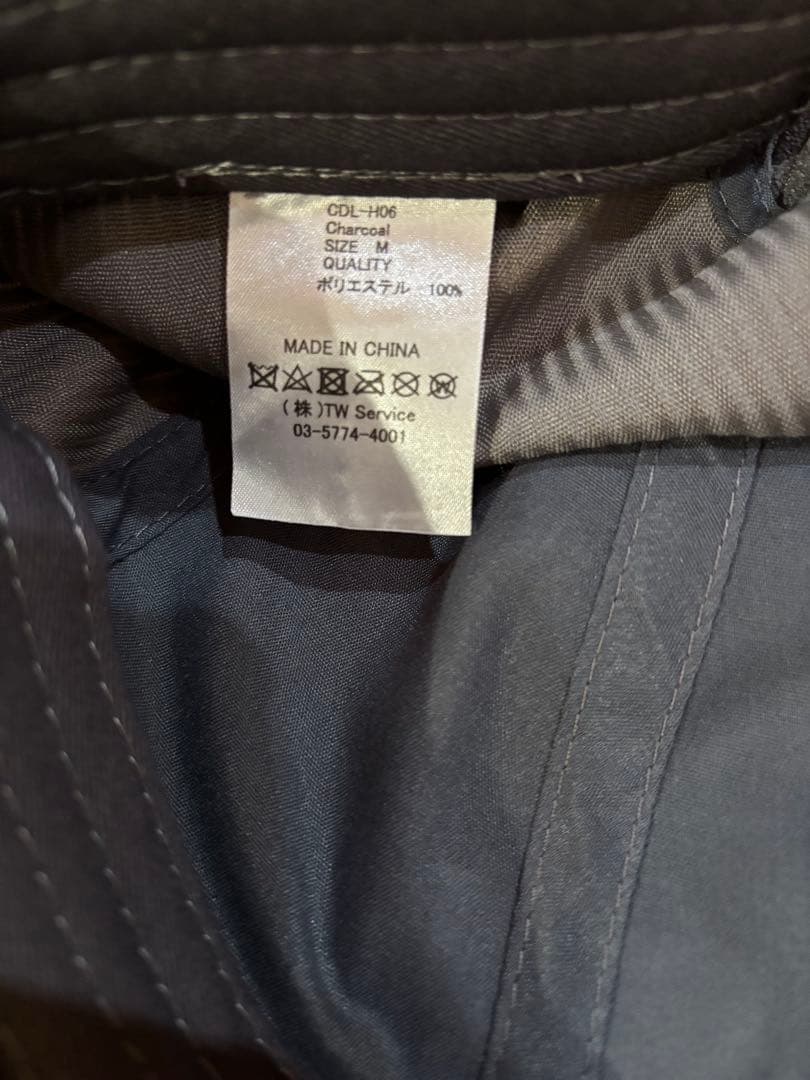 CDL-H06
Charcoal
SIZE M
QUALITY
ポリエステル 100%
MADE IN CHINA
(株)TW Service
03-5774-4001